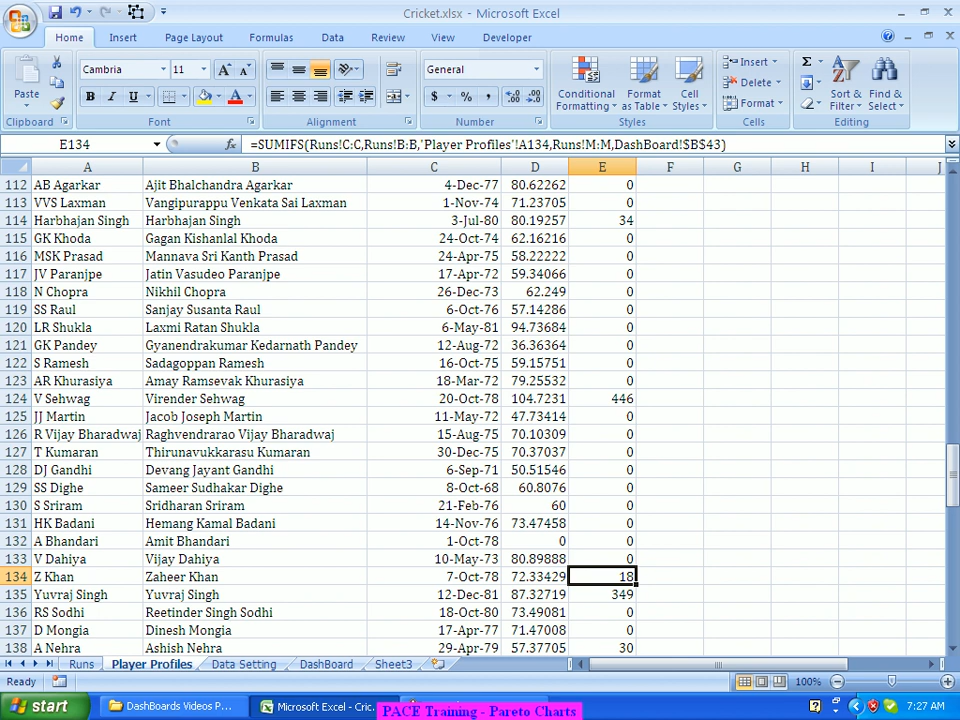 Cricket.xlsx - Microsoft Excel
Home Insert Page Layout Formulas Data Review View Developer
Cambria 11 General Insert Σ
Paste B I U $ % , Conditional Formatting Format as Table Cell Styles Delete Format Sort & Filter Find & Select
Clipboard Font Alignment Number Styles Cells Editing
E134 fx =SUMIFS(Runs!C:C,Runs!B:B,'Player Profiles'!A134,Runs!M:M,DashBoard!$B$43)
A B C D E F G H I J
112 AB Agarkar Ajit Bhalchandra Agarkar 4-Dec-77 80.62262 0
113 VVS Laxman Vangipurappu Venkata Sai Laxman 1-Nov-74 71.23705 0
114 Harbhajan Singh Harbhajan Singh 3-Jul-80 80.19257 34
115 GK Khoda Gagan Kishanlal Khoda 24-Oct-74 62.16216 0
116 MSK Prasad Mannava Sri Kanth Prasad 24-Apr-75 58.22222 0
117 JV Paranjpe Jatin Vasudeo Paranjpe 17-Apr-72 59.34066 0
118 N Chopra Nikhil Chopra 26-Dec-73 62.249 0
119 SS Raul Sanjay Susanta Raul 6-Oct-76 57.14286 0
120 LR Shukla Laxmi Ratan Shukla 6-May-81 94.73684 0
121 GK Pandey Gyanendrakumar Kedarnath Pandey 12-Aug-72 36.36364 0
122 S Ramesh Sadagoppan Ramesh 16-Oct-75 59.15751 0
123 AR Khurasiya Amay Ramsevak Khurasiya 18-Mar-72 79.25532 0
124 V Sehwag Virender Sehwag 20-Oct-78 104.7231 446
125 JJ Martin Jacob Joseph Martin 11-May-72 47.73414 0
126 R Vijay Bharadwaj Raghvendrarao Vijay Bharadwaj 15-Aug-75 70.10309 0
127 T Kumaran Thirunavukkarasu Kumaran 30-Dec-75 70.37037 0
128 DJ Gandhi Devang Jayant Gandhi 6-Sep-71 50.51546 0
129 SS Dighe Sameer Sudhakar Dighe 8-Oct-68 60.8076 0
130 S Sriram Sridharan Sriram 21-Feb-76 60 0
131 HK Badani Hemang Kamal Badani 14-Nov-76 73.47458 0
132 A Bhandari Amit Bhandari 1-Oct-78 0 0
133 V Dahiya Vijay Dahiya 10-May-73 80.89888 0
134 Z Khan Zaheer Khan 7-Oct-78 72.33429 18
135 Yuvraj Singh Yuvraj Singh 12-Dec-81 87.32719 349
136 RS Sodhi Reetinder Singh Sodhi 18-Oct-80 73.49081 0
137 D Mongia Dinesh Mongia 17-Apr-77 71.47008 0
138 A Nehra Ashish Nehra 29-Apr-79 57.37705 30
Runs Player Profiles Data Setting DashBoard Sheet3
Ready 100%
start DashBoards Videos P... Microsoft Excel - Cric... 7:27 AM
PACE Training - Pareto Charts